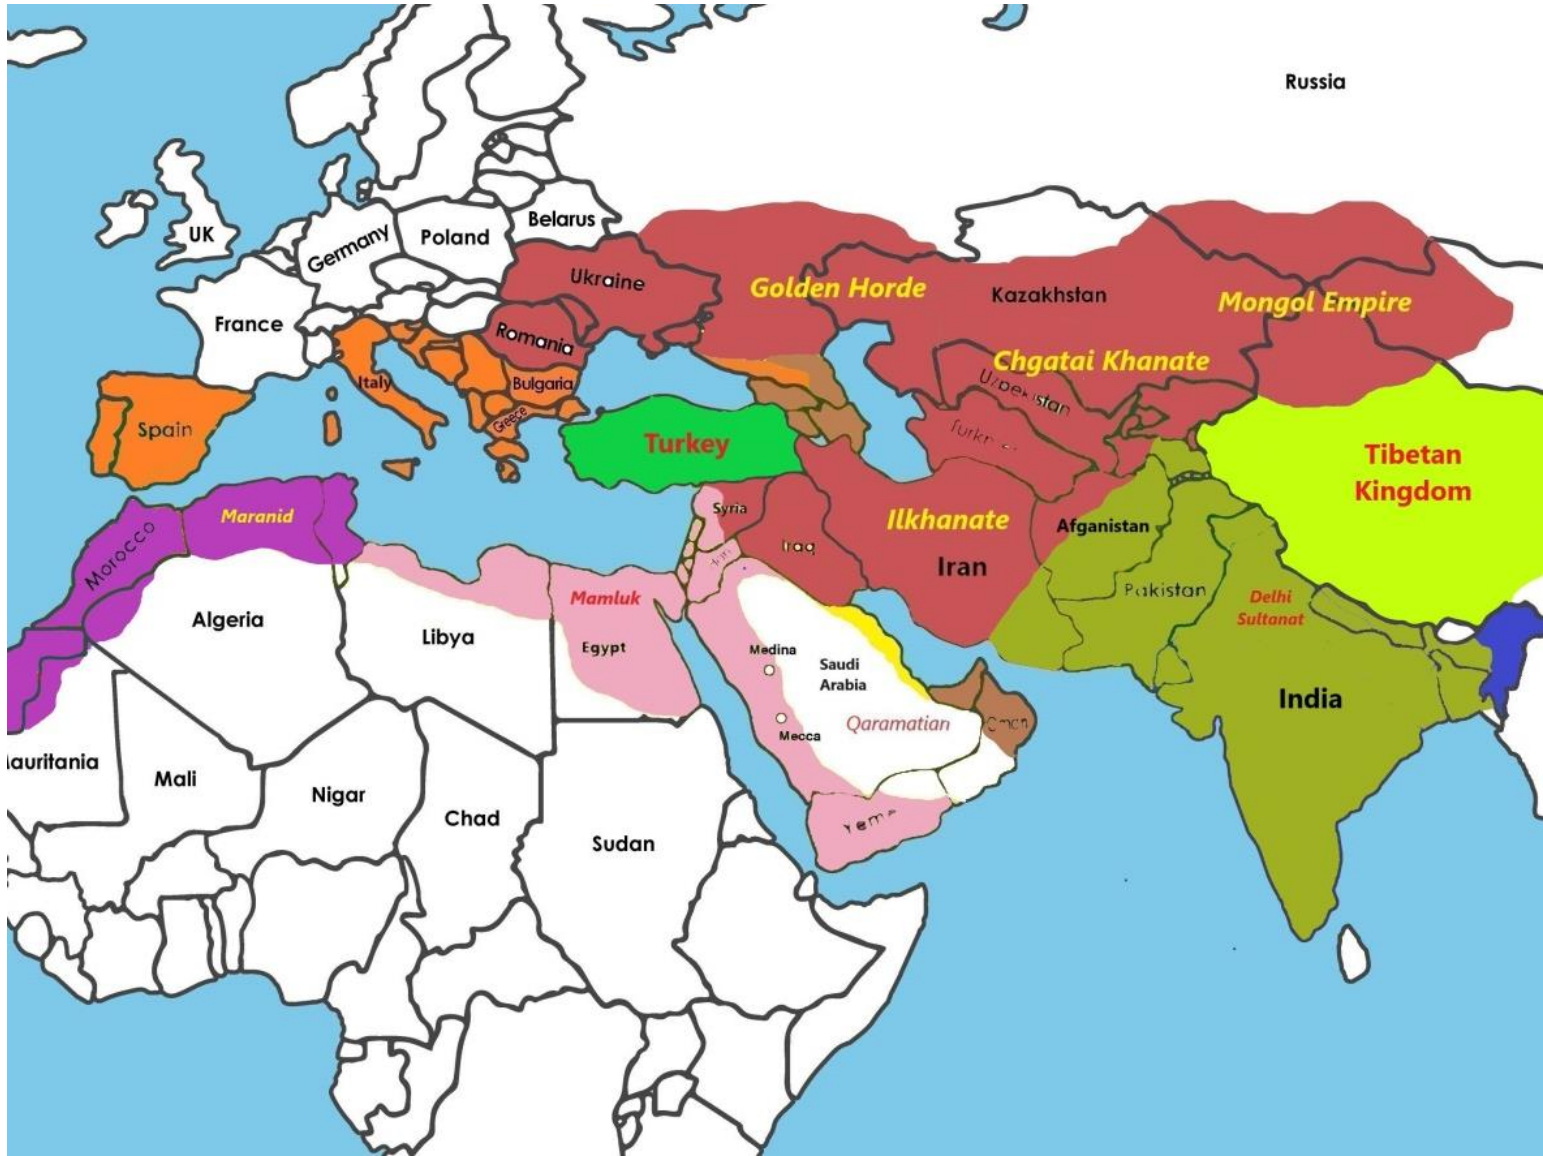 Russia
UK
Belarus
Poland
Germany
Ukraine
France
Golden Horde
Kazakhstan
Mongol Empire
Romania
Chgatai Khanate
Italy
Bulgaria
Greece
Spain
Turkey
Tibetan
Kingdom
Maranid
Morocco
Syria
Ilkhanate
Iraq
Iran
Afganistan
Pakistan
Delhi
Sultanat
Mamluk
Egypt
Algeria
Libya
Medina
Saudi
Arabia
India
Mecca
Qaramatian
auritania
Mali
Nigar
Chad
Sudan